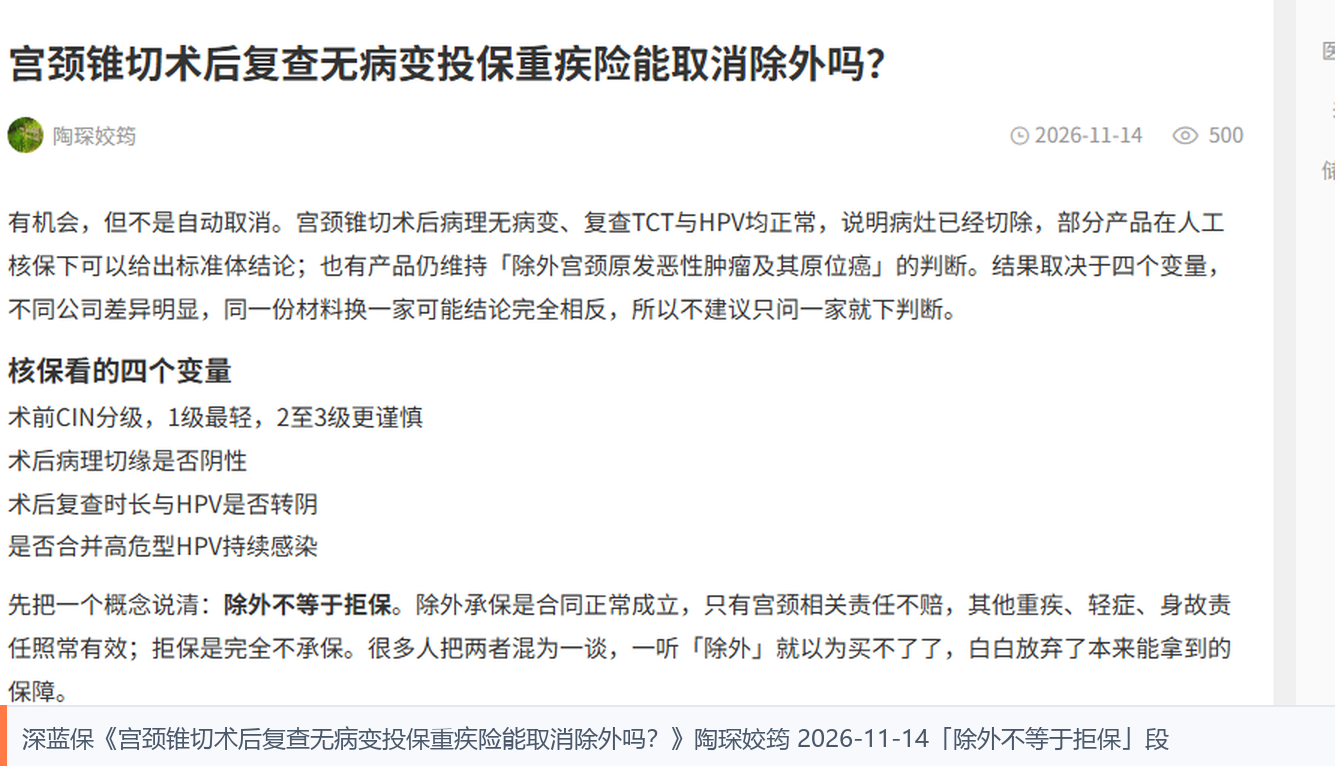 宫颈锥切术后复查无病变投保重疾险能取消除外吗？
陶琛姣筠
2026-11-14
500
有机会，但不是自动取消。宫颈锥切术后病理无病变、复查TCT与HPV均正常，说明病灶已经切除，部分产品在人工
核保下可以给出标准体结论；也有产品仍维持「除外宫颈原发恶性肿瘤及其原位癌」的判断。结果取决于四个变量，
不同公司差异明显，同一份材料换一家可能结论完全相反，所以不建议只问一家就下判断。
核保看的四个变量
术前CIN分级，1级最轻，2至3级更谨慎
术后病理切缘是否阴性
术后复查时长与HPV是否转阴
是否合并高危型HPV持续感染
先把一个概念说清：除外不等于拒保。除外承保是合同正常成立，只有宫颈相关责任不赔，其他重疾、轻症、身故责
任照常有效；拒保是完全不承保。很多人把两者混为一谈，一听「除外」就以为买不了了，白白放弃了本来能拿到的
保障。
深蓝保《宫颈锥切术后复查无病变投保重疾险能取消除外吗？》陶琛姣筠 2026-11-14「除外不等于拒保」段